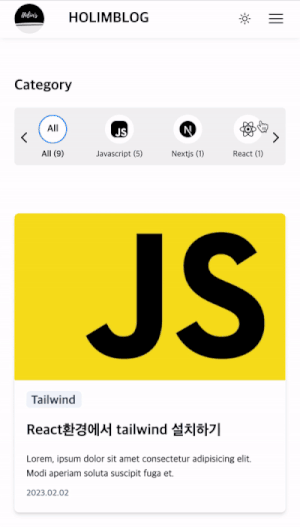 Holim's
HOLIMBLOG
Category
All
JS
N
All (9)
Javascript (5)
Nextjs (1)
React (1)
JS
Tailwind
React환경에서 tailwind 설치하기
Lorem, ipsum dolor sit amet consectetur adipisicing elit.
Modi aperiam soluta suscipit fuga et.
2023.02.02